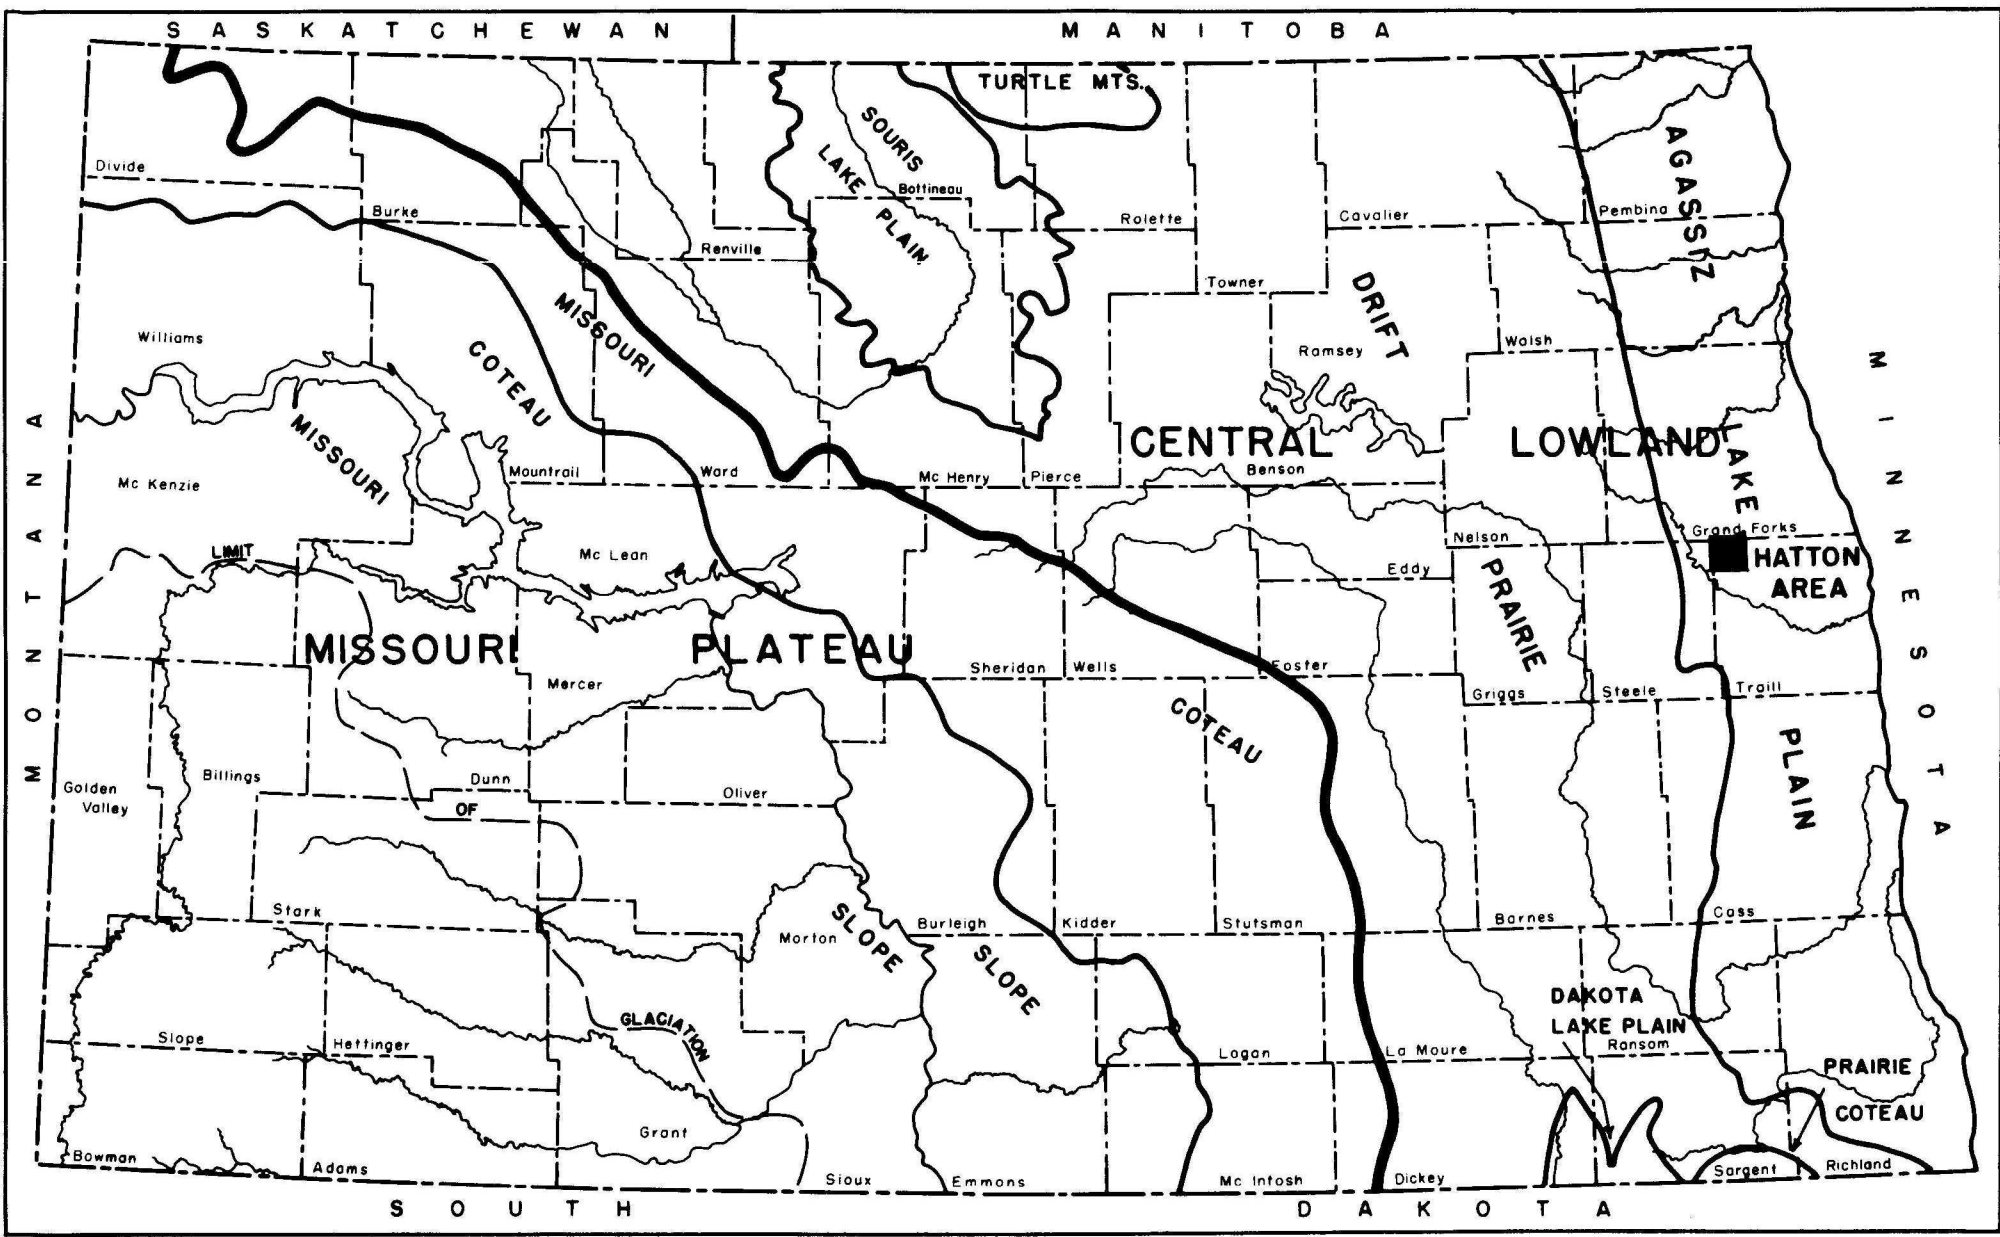 SASKATCHEWAN
MANITOBA
TURTLE MTS.
SOURIS
LAKE PLAIN
AGASSIZ
Divide
Bottineau
Burke
Renville
Rolette
Cavalier
Pembina
Towner
DRIFT
MISSOURI
COTEAU
Williams
Ramsey
Walsh
MINNESOTA
MONTANA
MISSOURI
CENTRAL LOWLAND
LAKE
Mc Kenzie
Mountrail
Ward
Mc Henry
Pierce
Benson
Nelson
Grand Forks
HATTON
AREA
LIMIT
Mc Lean
Eddy
PRAIRIE
MISSOURI PLATEAU
Sheridan
Wells
Foster
Mercer
Griggs
Steele
Traill
COTEAU
PLAIN
Golden
Valley
Billings
Dunn
OF
Oliver
Stark
Morton
SLOPE
Burleigh
SLOPE
Kidder
Stutsman
Barnes
Cass
DAKOTA
LAKE PLAIN
Ransom
Slope
Hettinger
GLACIATION
Logan
La Moure
PRAIRIE
COTEAU
Grant
Bowman
Adams
Sioux
Emmons
Mc Intosh
Dickey
Sargent
Richland
SOUTH
DAKOTA